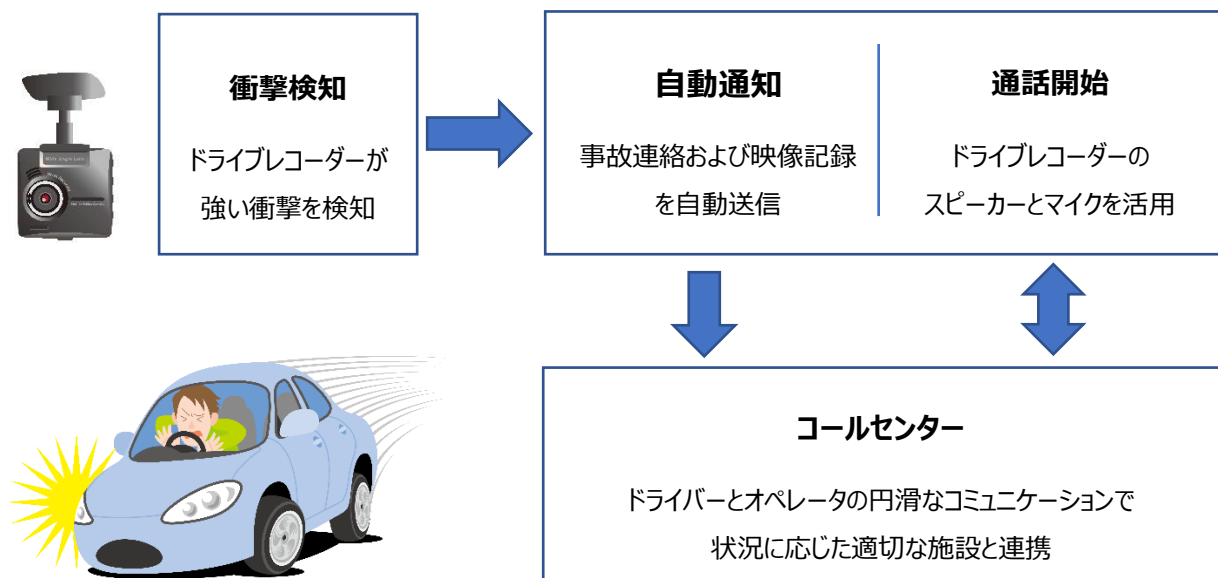 衝撃検知
ドライブレコーダーが
強い衝撃を検知
自動通知
事故連絡および映像記録
を自動送信
通話開始
ドライブレコーダーの
スピーカーとマイクを活用
コールセンター
ドライバーとオペレータの円滑なコミュニケーションで
状況に応じた適切な施設と連携